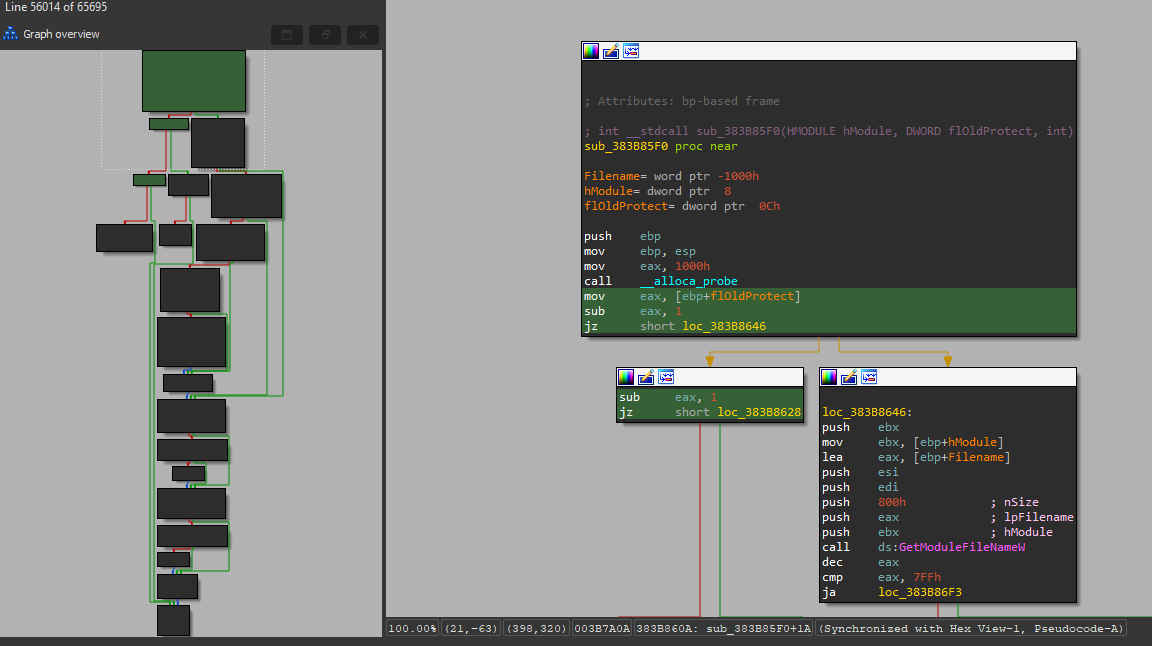 Line 56014 of 65695
Graph overview
; Attributes: bp-based frame
; int __stdcall sub_383B85F0(HMODULE hModule, DWORD flOldProtect, int)
sub_383B85F0 proc near
Filename= word ptr -1000h
hModule= dword ptr  8
flOldProtect= dword ptr  0Ch
push    ebp
mov     ebp, esp
mov     eax, 1000h
call    __alloca_probe
mov     eax, [ebp+flOldProtect]
sub     eax, 1
jz      short loc_383B8646
sub     eax, 1
jz      short loc_383B8628
loc_383B8646:
push    ebx
mov     ebx, [ebp+hModule]
lea     eax, [ebp+Filename]
push    esi
push    edi
push    800h            ; nSize
push    eax             ; lpFilename
push    ebx             ; hModule
call    ds:GetModuleFileNameW
dec     eax
cmp     eax, 7FFh
ja      loc_383B86F3
100.00% (21,-63) (398,320) 003B7A0A 383B860A: sub_383B85F0+1A (Synchronized with Hex View-1, Pseudocode-A)